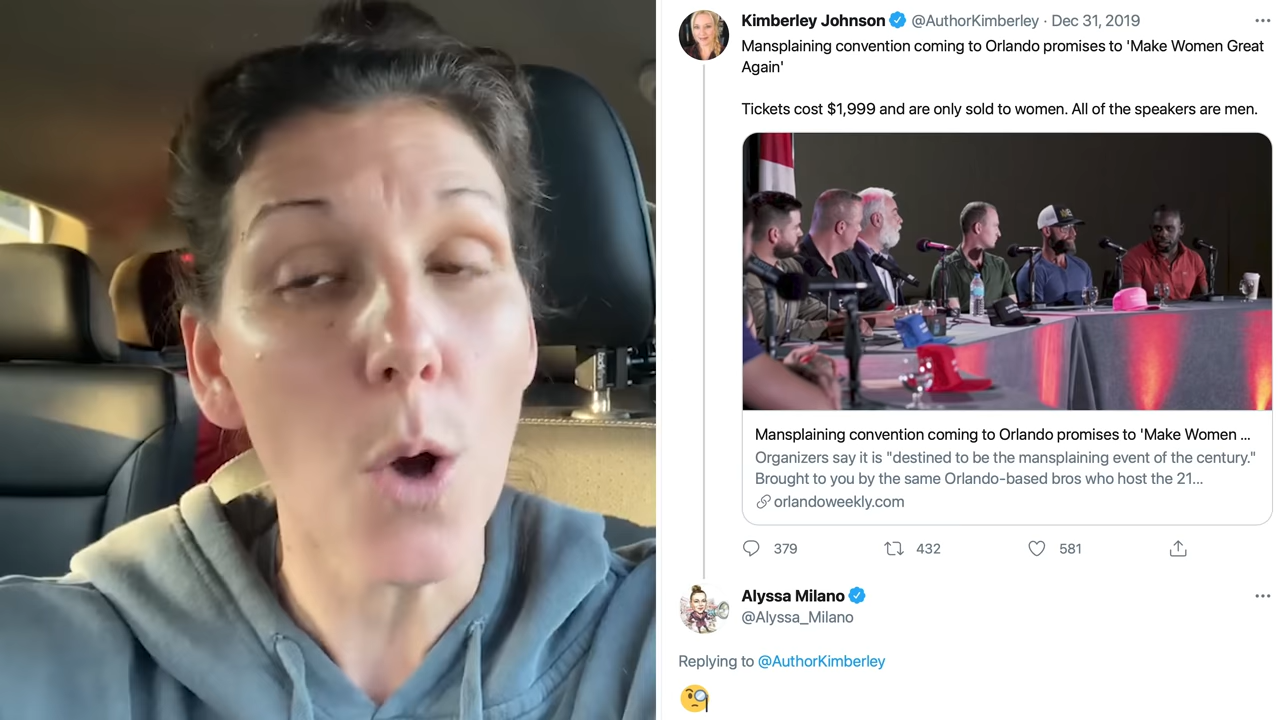 Kimberley Johnson @AuthorKimberley · Dec 31, 2019
Mansplaining convention coming to Orlando promises to 'Make Women Great
Again'
Tickets cost $1,999 and are only sold to women. All of the speakers are men.
Mansplaining convention coming to Orlando promises to 'Make Women ...
Organizers say it is "destined to be the mansplaining event of the century."
Brought to you by the same Orlando-based bros who host the 21...
orlandoweekly.com
379 432 581
Alyssa Milano
@Alyssa_Milano
Replying to @AuthorKimberley